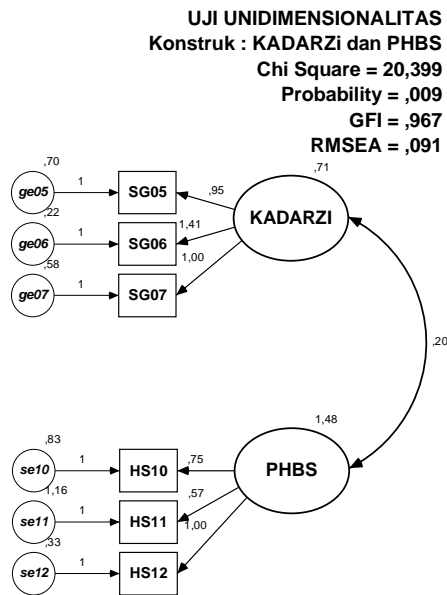 UJI UNIDIMENSIONALITAS
Konstruk : KADARZi dan PHBS
Chi Square = 20,399
Probability = ,009
GFI = ,967
RMSEA = ,091
,70
,71
ge05
1
SG05
,95
KADARZI
,22
ge06
1
SG06
1,41
,58
ge07
1
SG07
1,00
,20
,83
1,48
se10
1
HS10
,75
PHBS
1,16
se11
1
HS11
,57
,33
se12
1
HS12
1,00